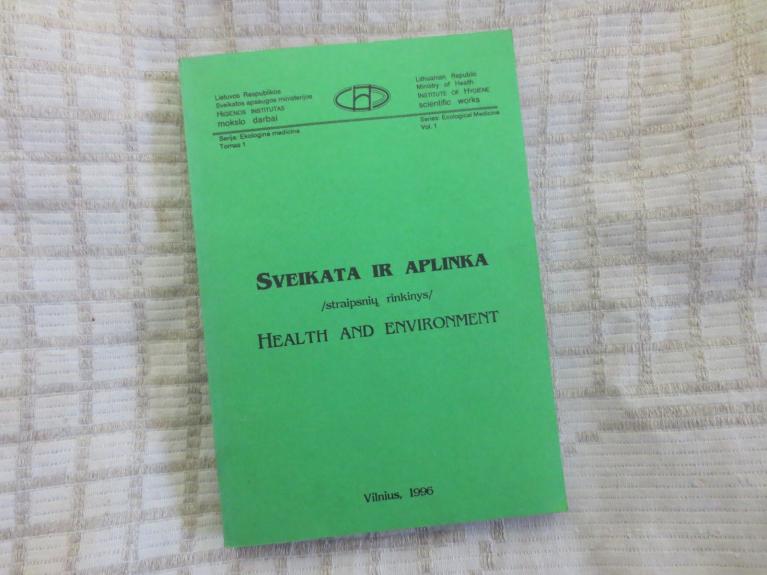 Lietuvos Respublikos
Sveikatos apsaugos ministerijos
HIGIENOS INSTITUTAS
mokslo darbai
Serija: Ekologinė medicina
Tomas 1
Lithuanian Republic
Ministry of Health
INSTITUTE OF HYGIENE
scientific works
Series: Ecological Medicine
Vol. 1
SVEIKATA IR APLINKA
/straipsnių rinkinys/
HEALTH AND ENVIRONMENT
Vilnius, 1996